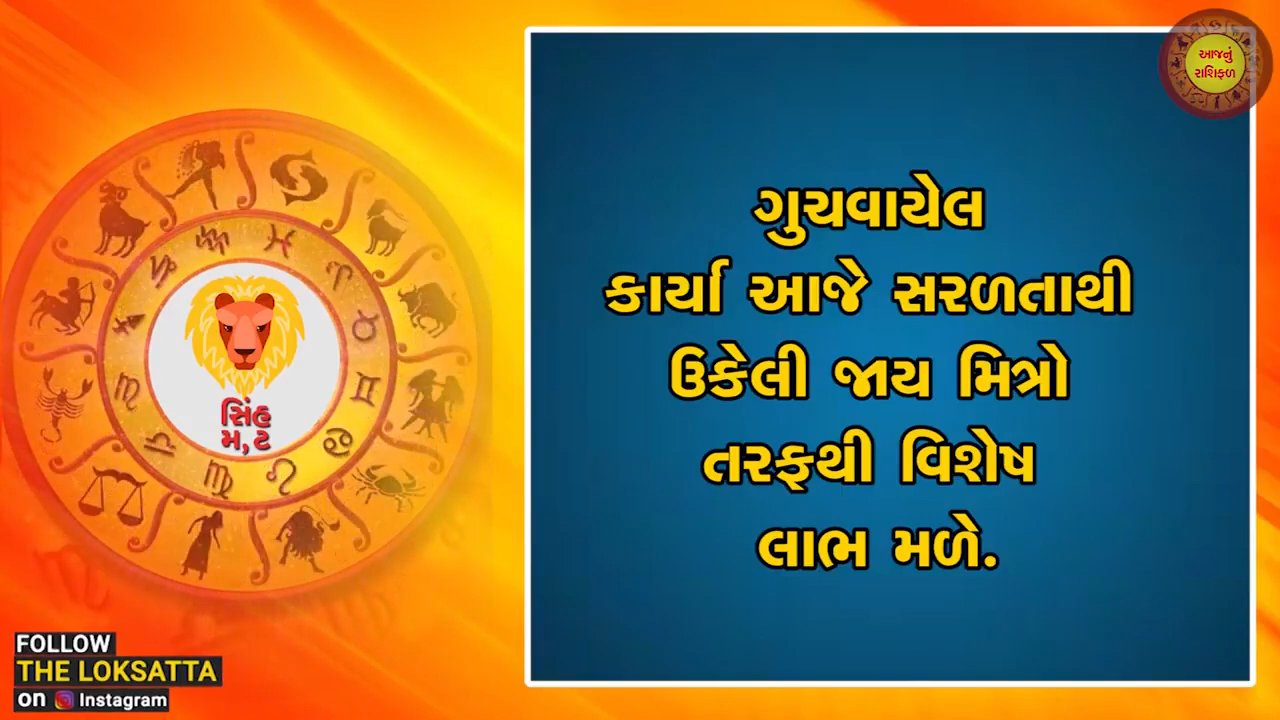 આજનું
રાશિફળ
ગુચવાયેલ
કાર્યા આજે સરળતાથી
ઉકેલી જાય મિત્રો
તરફથી વિશેષ
લાભ મળે.
સિંહ
મ, ટ
FOLLOW
THE LOKSATTA
on Instagram